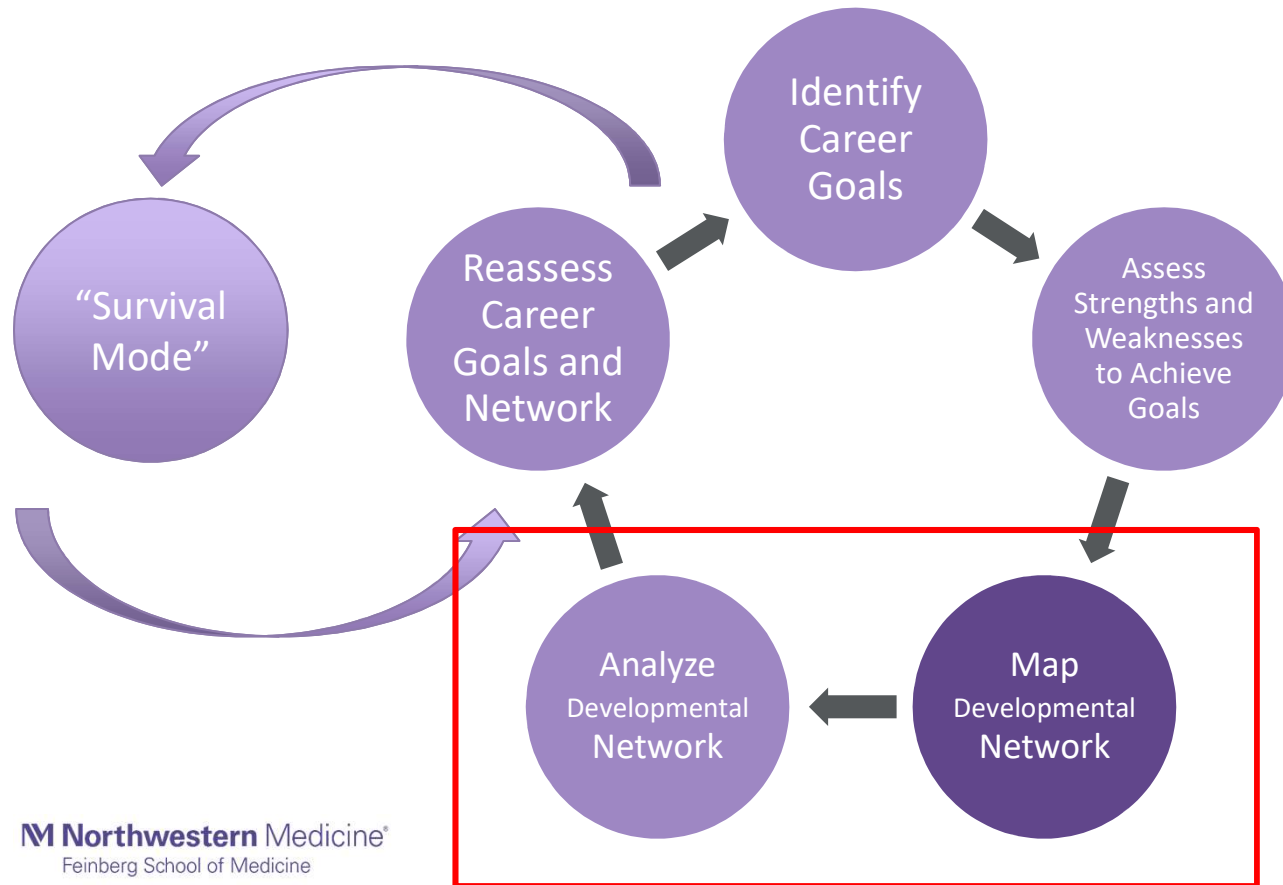 Identify
Career
Goals
Assess
Strengths and
Weaknesses
to Achieve
Goals
Map
Developmental
Network
Analyze
Developmental
Network
Reassess
Career
Goals and
Network
“Survival
Mode”
NM Northwestern Medicine®
Feinberg School of Medicine